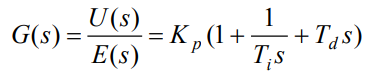 G(s) = U(s)/E(s) = K_p (1 + 1/(T_i s) + T_d s)